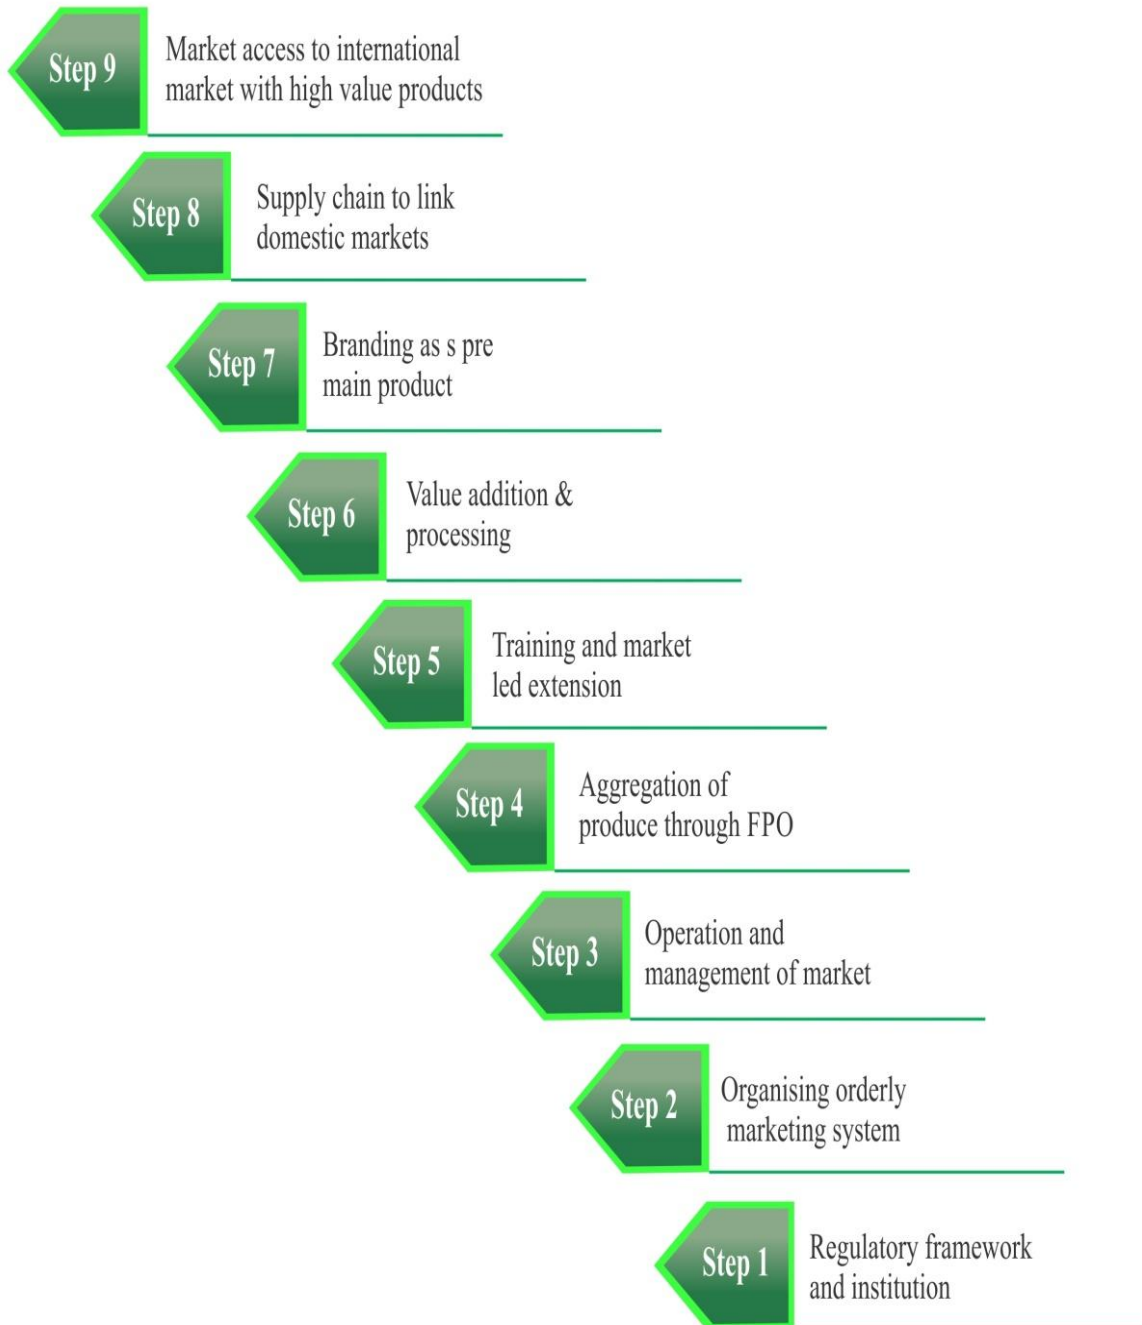 Step 9
Market access to international
market with high value products
Step 8
Supply chain to link
domestic markets
Step 7
Branding as s pre
main product
Step 6
Value addition &
processing
Step 5
Training and market
led extension
Step 4
Aggregation of
produce through FPO
Step 3
Operation and
management of market
Step 2
Organising orderly
marketing system
Step 1
Regulatory framework
and institution